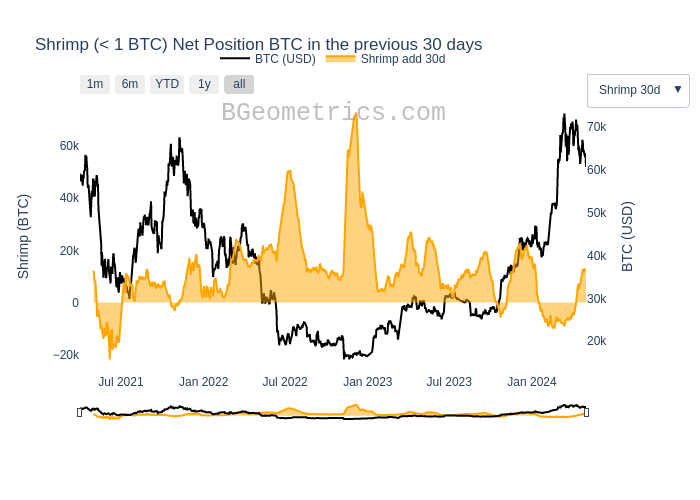 Shrimp (< 1 BTC) Net Position BTC in the previous 30 days
BTC (USD)
Shrimp add 30d
1m
6m
YTD
1y
all
Shrimp 30d ▼
BGeometrics.com
60k
40k
20k
0
−20k
Shrimp (BTC)
70k
60k
50k
40k
30k
20k
BTC (USD)
Jul 2021
Jan 2022
Jul 2022
Jan 2023
Jul 2023
Jan 2024